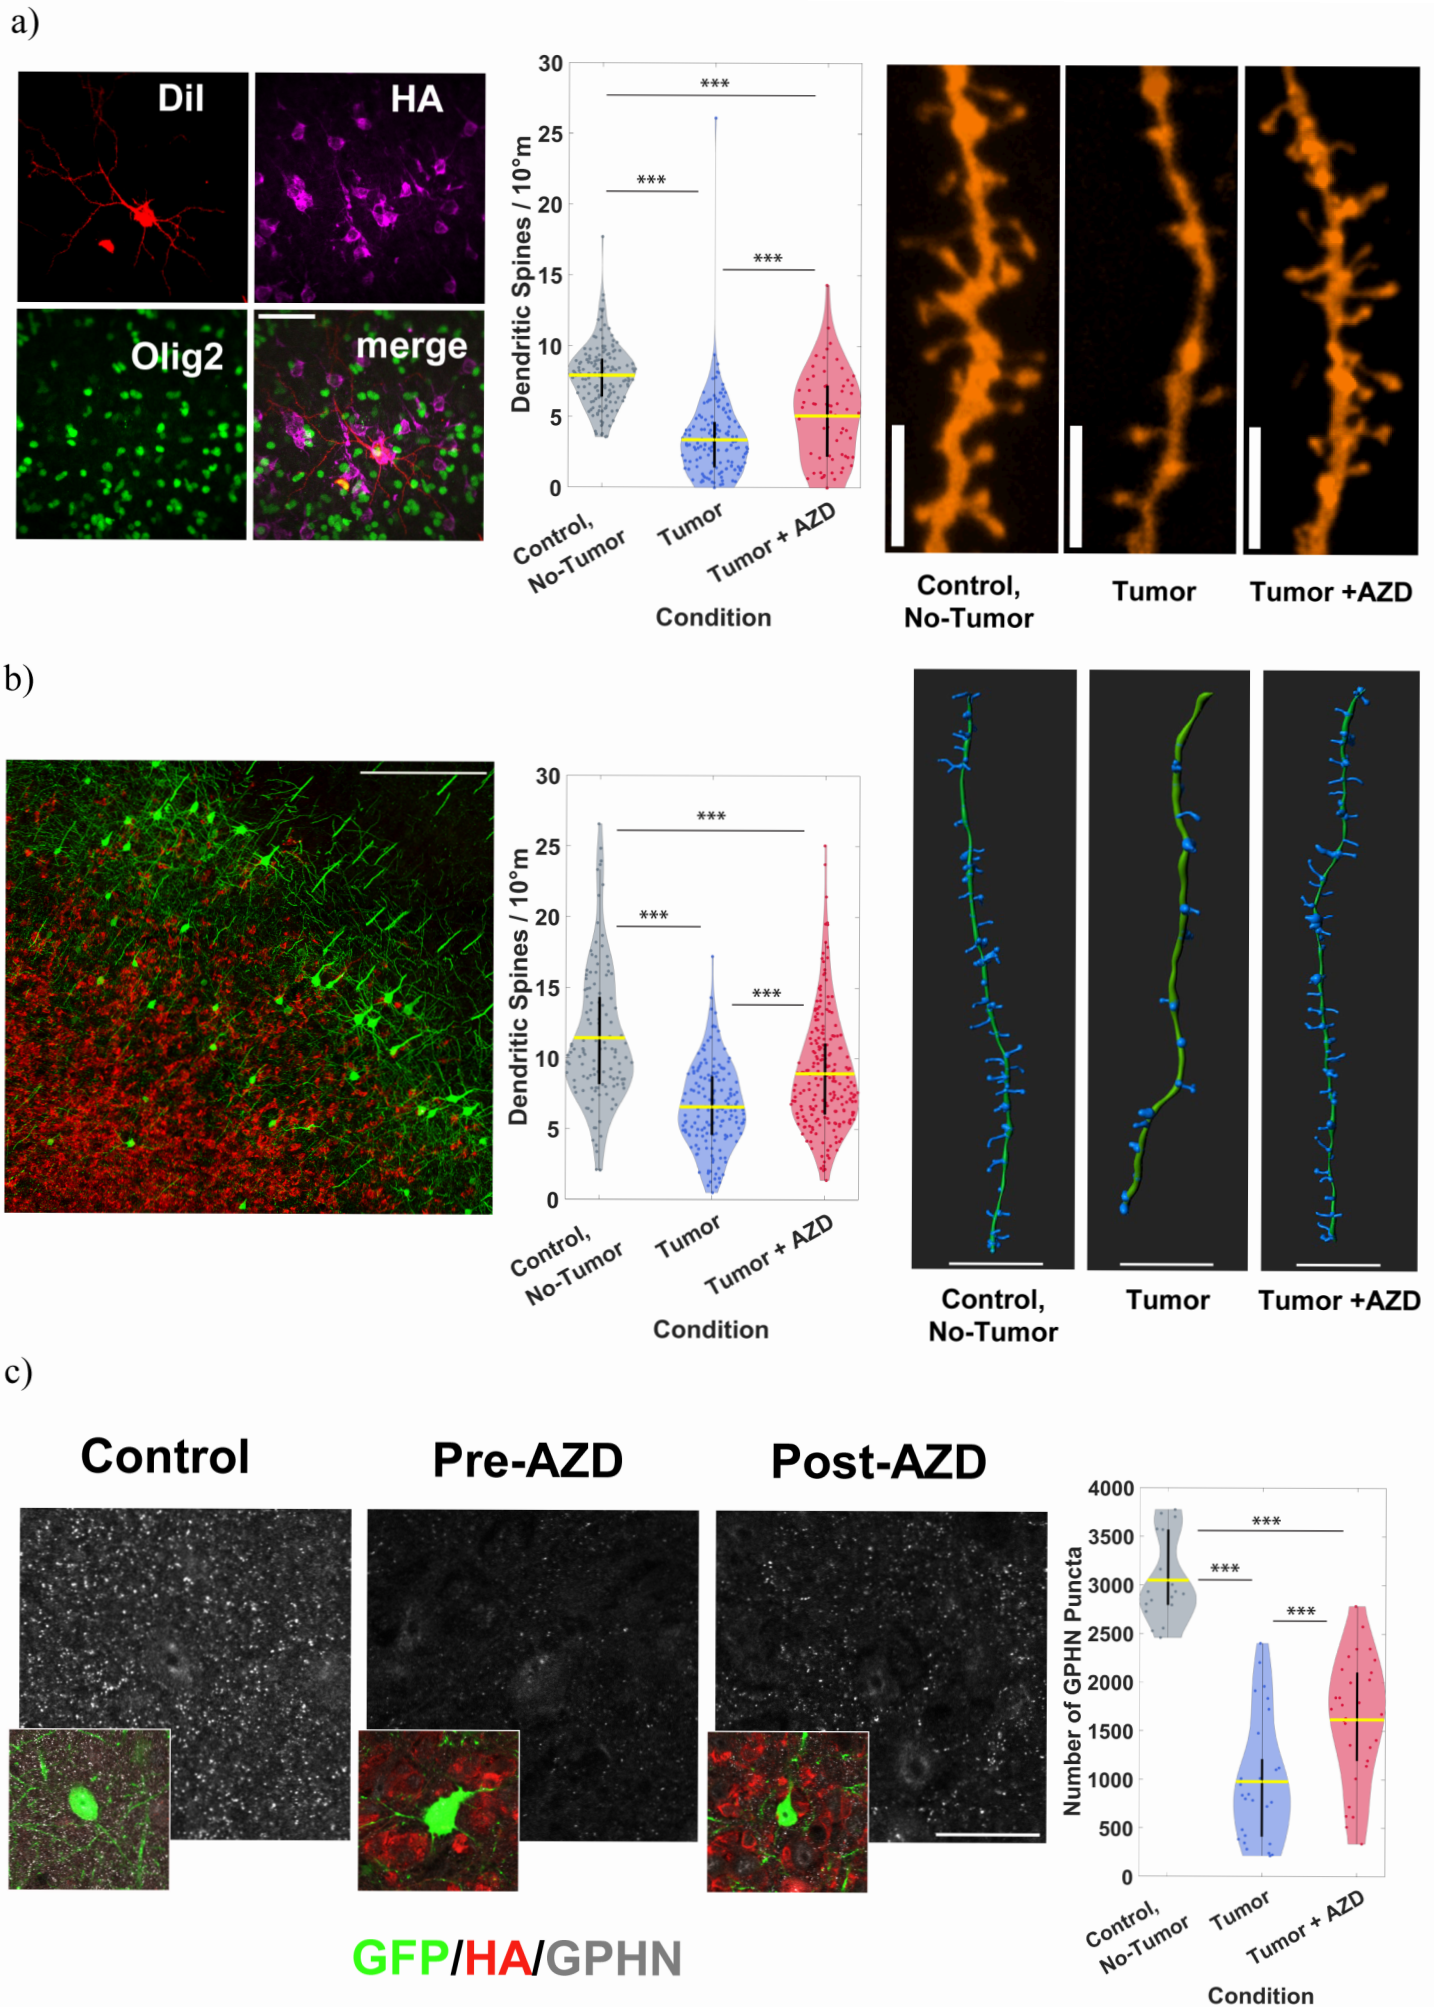 a)
DiI
HA
Olig2
merge
30
25
20
15
10
5
0
Dendritic Spines / 10°m
***
***
***
Control,
No-Tumor
Tumor
Tumor + AZD
Condition
Control,
No-Tumor
Tumor
Tumor +AZD
b)
30
25
20
15
10
5
0
Dendritic Spines / 10°m
***
***
***
Control,
No-Tumor
Tumor
Tumor + AZD
Condition
Control,
No-Tumor
Tumor
Tumor +AZD
c)
Control
Pre-AZD
Post-AZD
GFP/HA/GPHN
4000
3500
3000
2500
2000
1500
1000
500
0
Number of GPHN Puncta
***
***
***
Control,
No-Tumor
Tumor
Tumor + AZD
Condition